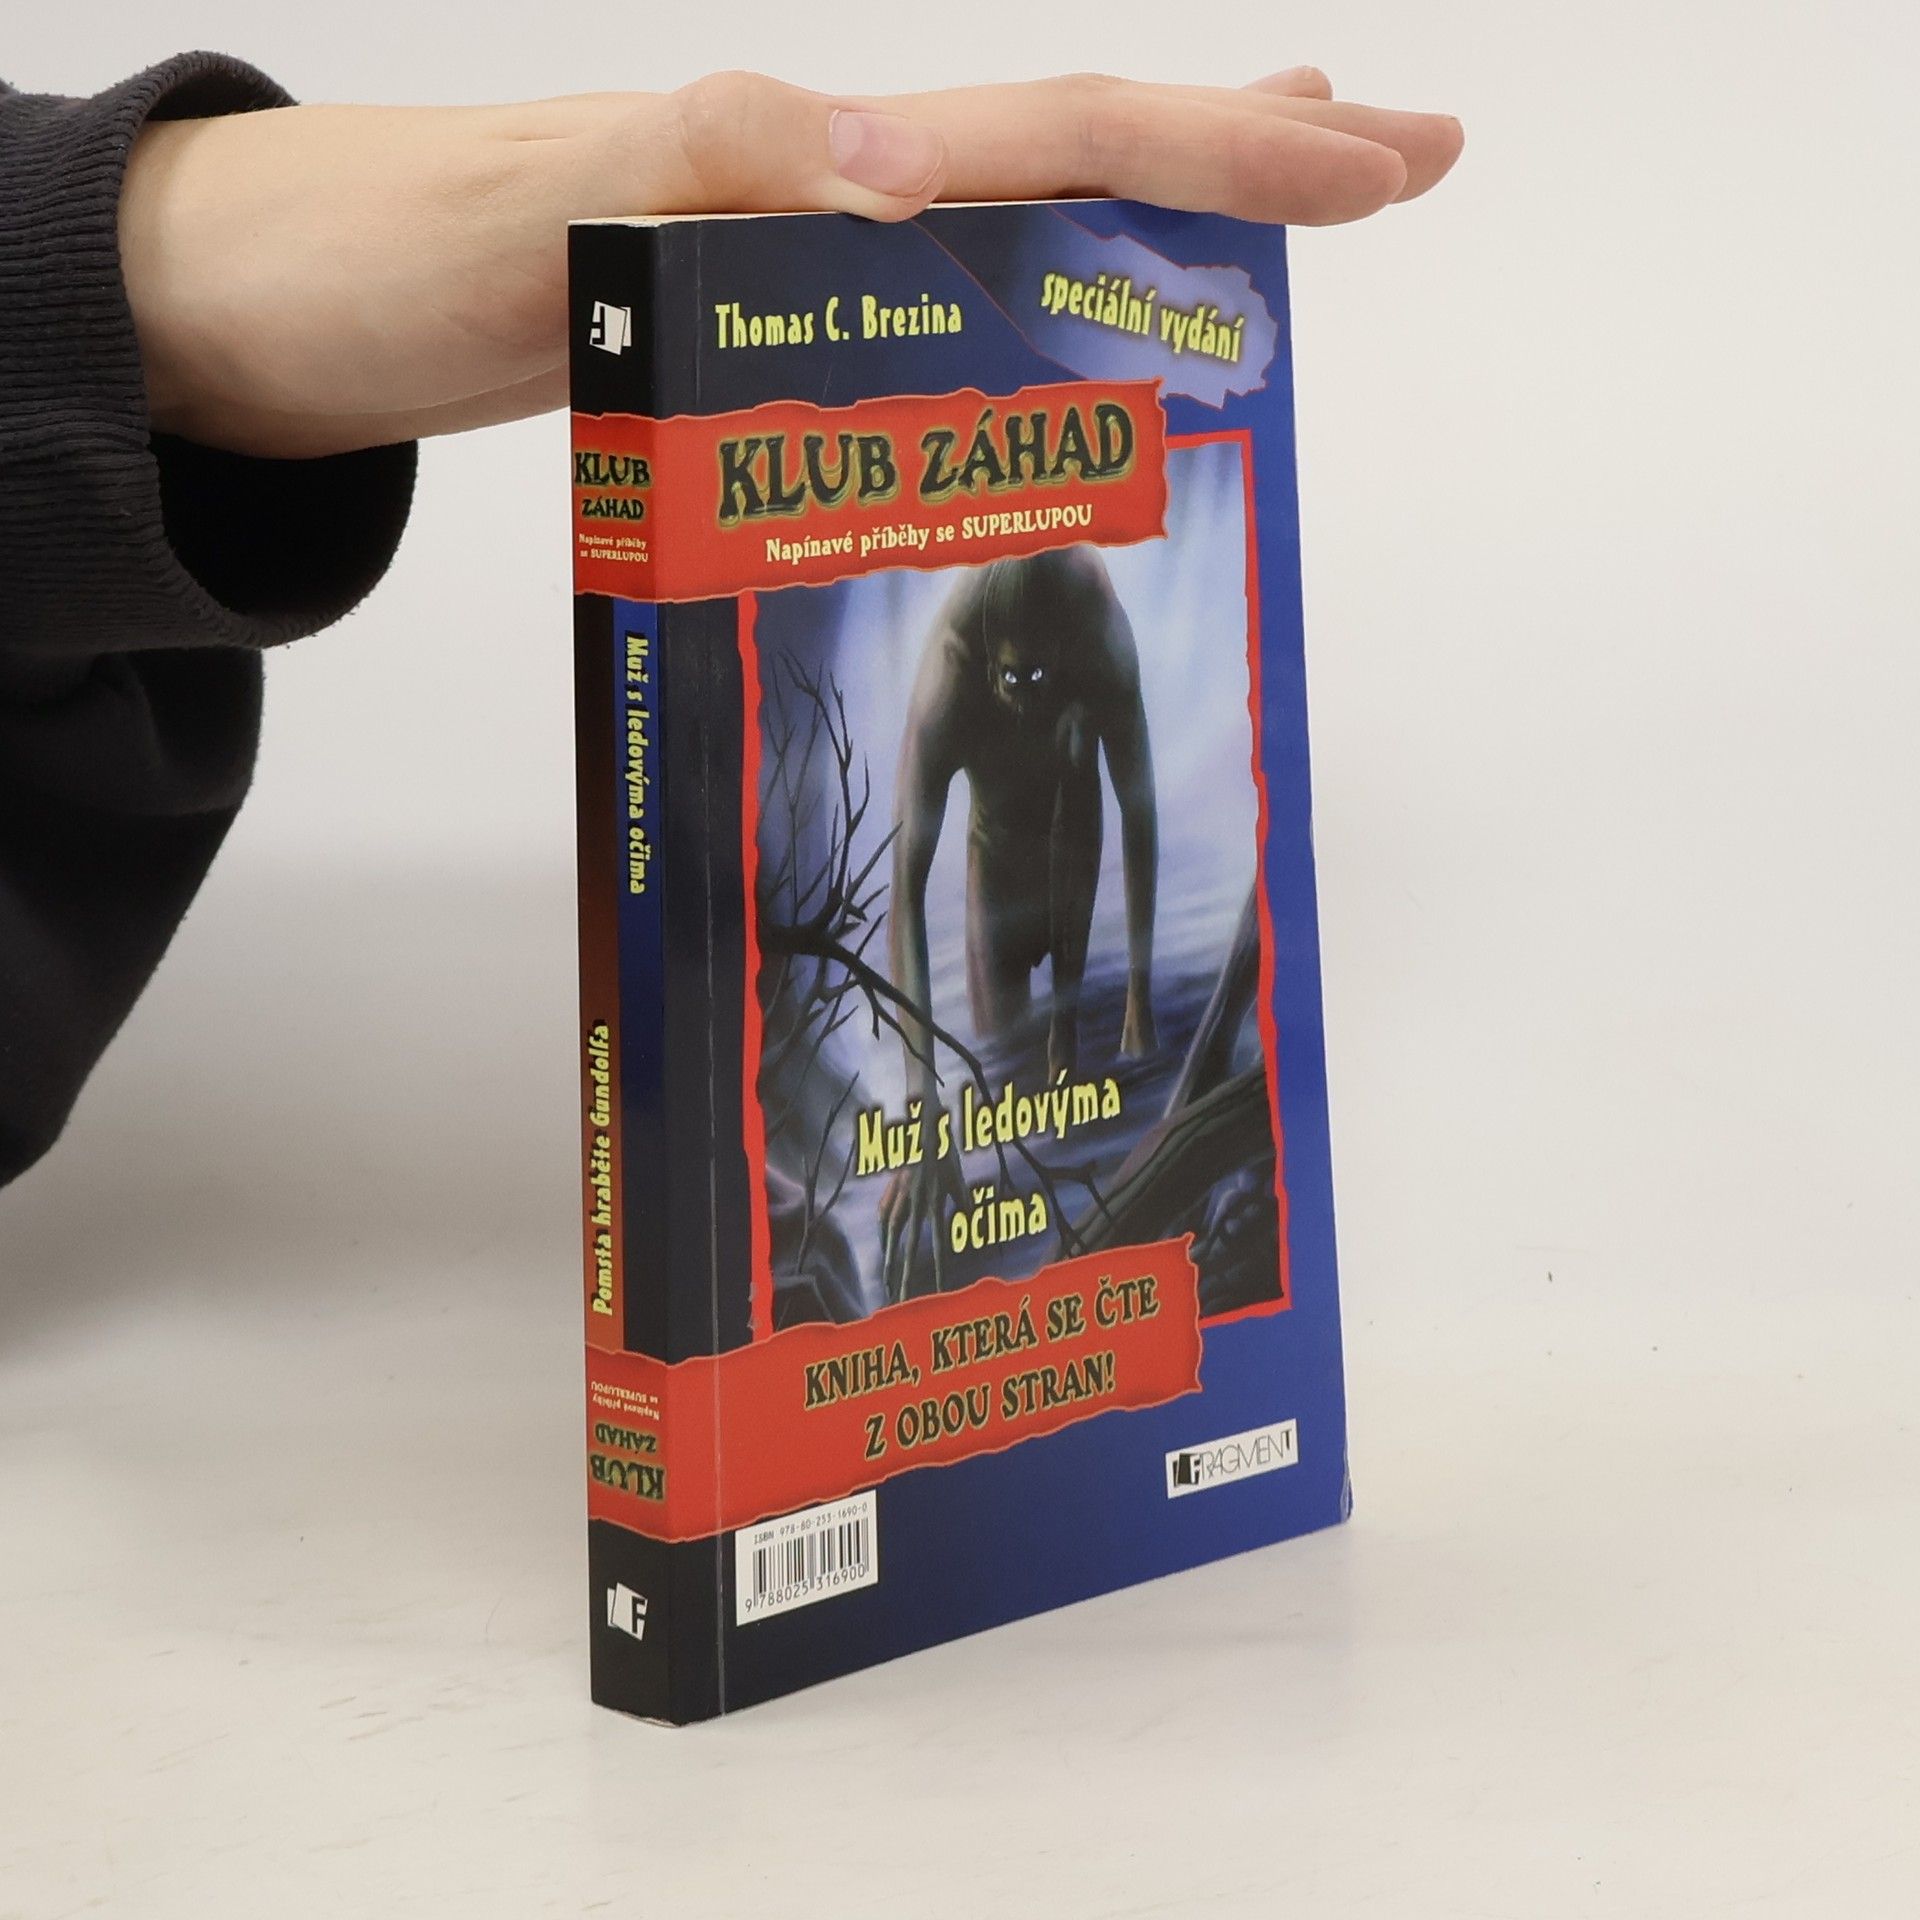 Thomas C. Brezina
speciální vydání
KLUB ZÁHAD
Napínavé příběhy se SUPERLUPOU
Muž s ledovýma
očima
KNIHA, KTERÁ SE ČTE
Z OBOU STRAN!
FRAGMENT
ISBN 978-80-253-1690-0
9 788025 316900
F
KLUB
ZÁHAD
Napínavé příběhy
se SUPERLUPOU
Muž s ledovýma očima
Pomsta hraběte Gundolfa
KLUB
ZÁHAD
Napínavé příběhy
se SUPERLUPOU
F